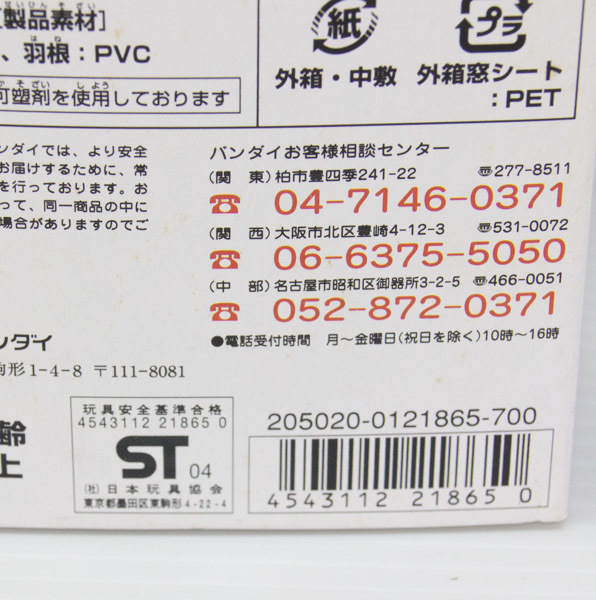 [製品素材]
、羽根：PVC
可塑剤を使用しております
紙
外箱・中敷
プラ
外箱窓シート
：PET
ンダイでは、より安全
お届けするために、常
を行っております。お
って、同一商品の中に
場合がありますのでご
バンダイお客様相談センター
(関　東)柏市豊四季241-22　〠277-8511
☎ 04-7146-0371
(関　西)大阪市北区豊崎4-12-3　〠531-0072
☎ 06-6375-5050
(中　部)名古屋市昭和区御器所3-2-5　〠466-0051
☎ 052-872-0371
●電話受付時間　月～金曜日(祝日を除く)10時～16時
ンダイ
駒形1-4-8 〒111-8081
齢
上
玩具安全基準合格
4543112 21865 0
ST 04
(社)日本玩具協会
東京都墨田区東駒形4-22-4
205020-0121865-700
4543112 21865 0